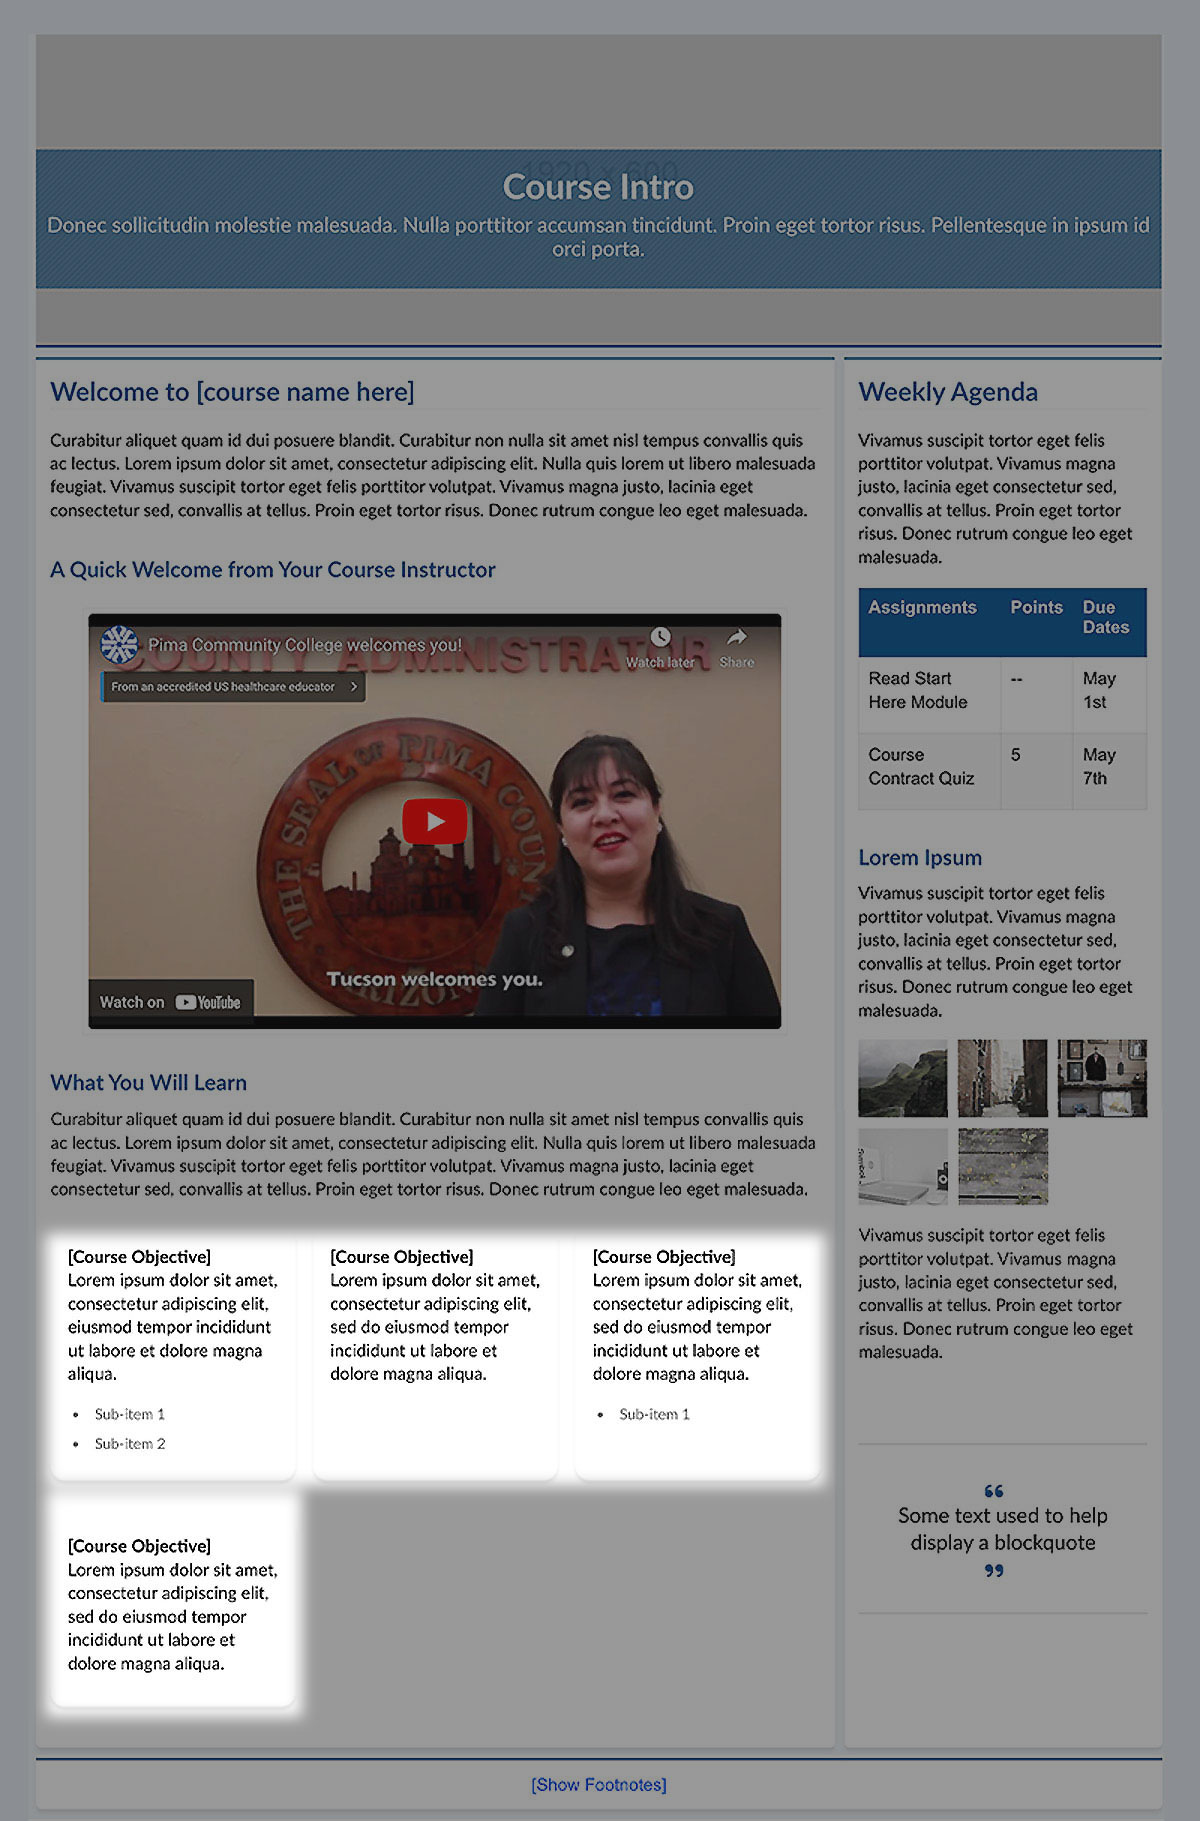 1920 x 600
Course Intro
Donec sollicitudin molestie malesuada. Nulla porttitor accumsan tincidunt. Proin eget tortor risus. Pellentesque in ipsum id
orci porta.
Welcome to [course name here]
Curabitur aliquet quam id dui posuere blandit. Curabitur non nulla sit amet nisl tempus convallis quis
ac lectus. Lorem ipsum dolor sit amet, consectetur adipiscing elit. Nulla quis lorem ut libero malesuada
feugiat. Vivamus suscipit tortor eget felis porttitor volutpat. Vivamus magna justo, lacinia eget
consectetur sed, convallis at tellus. Proin eget tortor risus. Donec rutrum congue leo eget malesuada.
A Quick Welcome from Your Course Instructor
COUNTY ADMINISTRATOR
Pima Community College welcomes you!
Watch later
Share
From an accredited US healthcare educator
THE SEAL OF PIMA COUN
ARIZON
Tucson welcomes you.
Watch on YouTube
What You Will Learn
Curabitur aliquet quam id dui posuere blandit. Curabitur non nulla sit amet nisl tempus convallis quis
ac lectus. Lorem ipsum dolor sit amet, consectetur adipiscing elit. Nulla quis lorem ut libero malesuada
feugiat. Vivamus suscipit tortor eget felis porttitor volutpat. Vivamus magna justo, lacinia eget
consectetur sed, convallis at tellus. Proin eget tortor risus. Donec rutrum congue leo eget malesuada.
[Course Objective]
Lorem ipsum dolor sit amet,
consectetur adipiscing elit,
eiusmod tempor incididunt
ut labore et dolore magna
aliqua.
• Sub-item 1
• Sub-item 2
[Course Objective]
Lorem ipsum dolor sit amet,
consectetur adipiscing elit,
sed do eiusmod tempor
incididunt ut labore et
dolore magna aliqua.
[Course Objective]
Lorem ipsum dolor sit amet,
consectetur adipiscing elit,
sed do eiusmod tempor
incididunt ut labore et
dolore magna aliqua.
• Sub-item 1
[Course Objective]
Lorem ipsum dolor sit amet,
consectetur adipiscing elit,
sed do eiusmod tempor
incididunt ut labore et
dolore magna aliqua.
Weekly Agenda
Vivamus suscipit tortor eget felis
porttitor volutpat. Vivamus magna
justo, lacinia eget consectetur sed,
convallis at tellus. Proin eget tortor
risus. Donec rutrum congue leo eget
malesuada.
Assignments Points Due
Dates
Read Start -- May
Here Module 1st
Course 5 May
Contract Quiz 7th
Lorem Ipsum
Vivamus suscipit tortor eget felis
porttitor volutpat. Vivamus magna
justo, lacinia eget consectetur sed,
convallis at tellus. Proin eget tortor
risus. Donec rutrum congue leo eget
malesuada.
Vivamus suscipit tortor eget felis
porttitor volutpat. Vivamus magna
justo, lacinia eget consectetur sed,
convallis at tellus. Proin eget tortor
risus. Donec rutrum congue leo eget
malesuada.
“
Some text used to help
display a blockquote
”
[Show Footnotes]